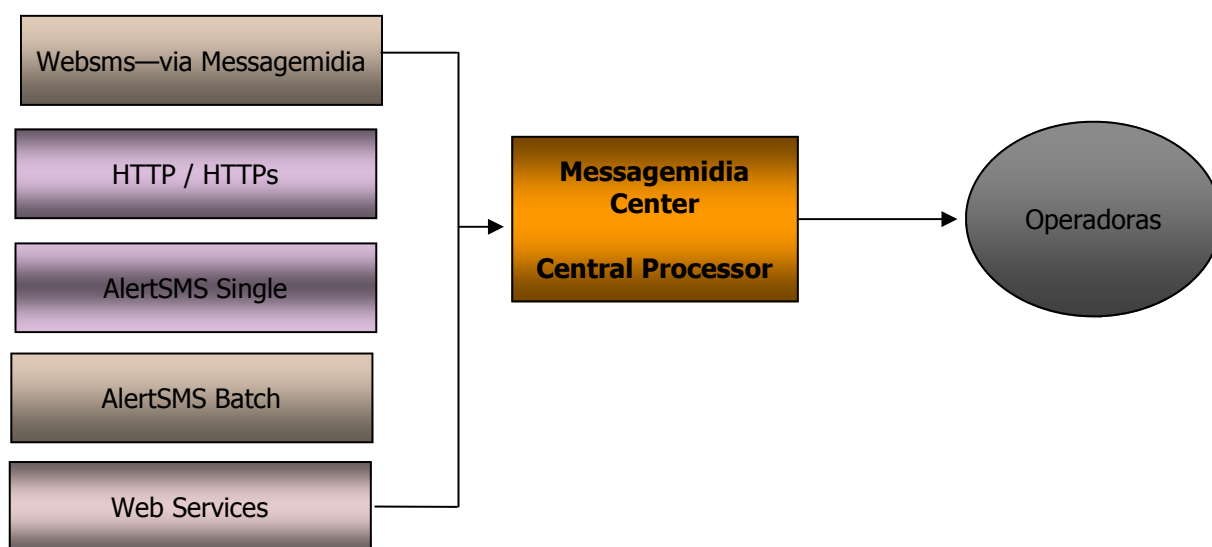 Websms—via Messagemidia
HTTP / HTTPs
AlertSMS Single
AlertSMS Batch
Web Services
Messagemidia
Center
Central Processor
Operadoras